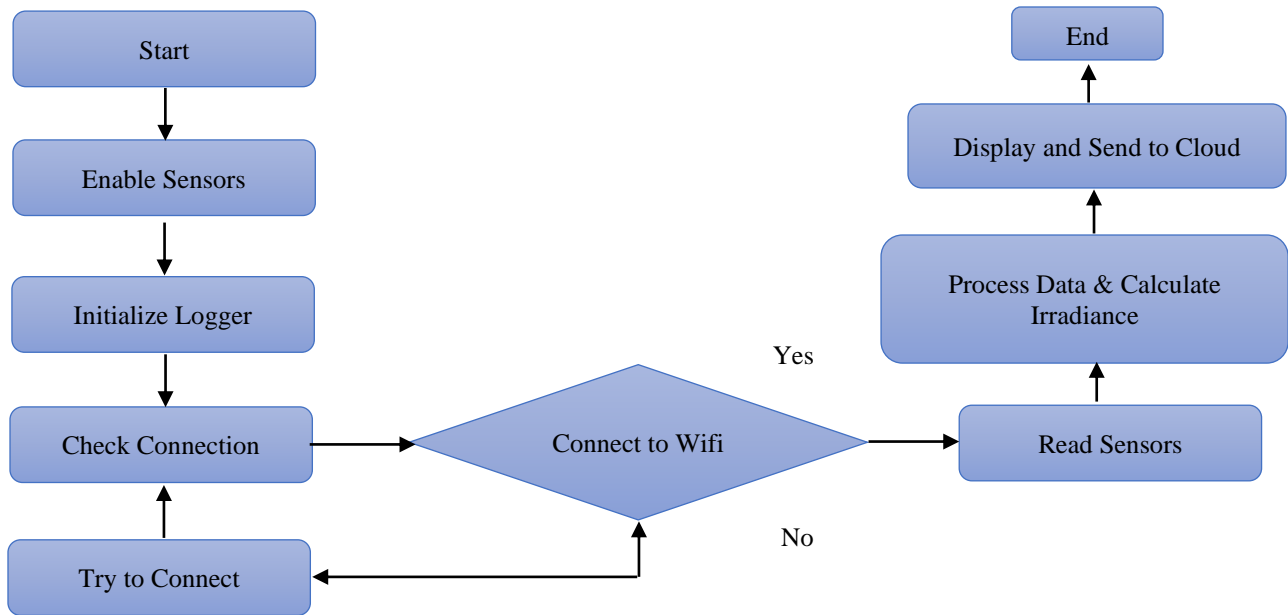 Start
Enable Sensors
Initialize Logger
Check Connection
Try to Connect
Connect to Wifi
Yes
No
Read Sensors
Process Data & Calculate
Irradiance
Display and Send to Cloud
End